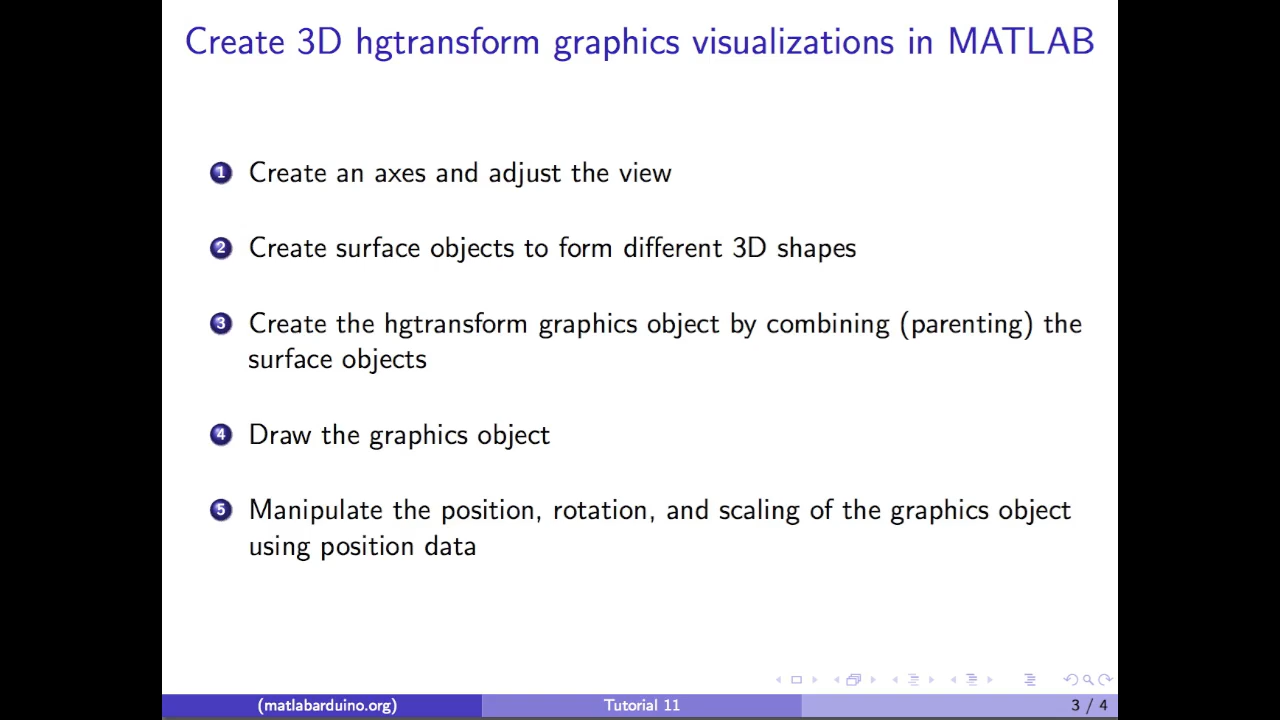 Create 3D hgtransform graphics visualizations in MATLAB
1 Create an axes and adjust the view
2 Create surface objects to form different 3D shapes
3 Create the hgtransform graphics object by combining (parenting) the
surface objects
4 Draw the graphics object
5 Manipulate the position, rotation, and scaling of the graphics object
using position data
(matlabarduino.org) Tutorial 11 3 / 4